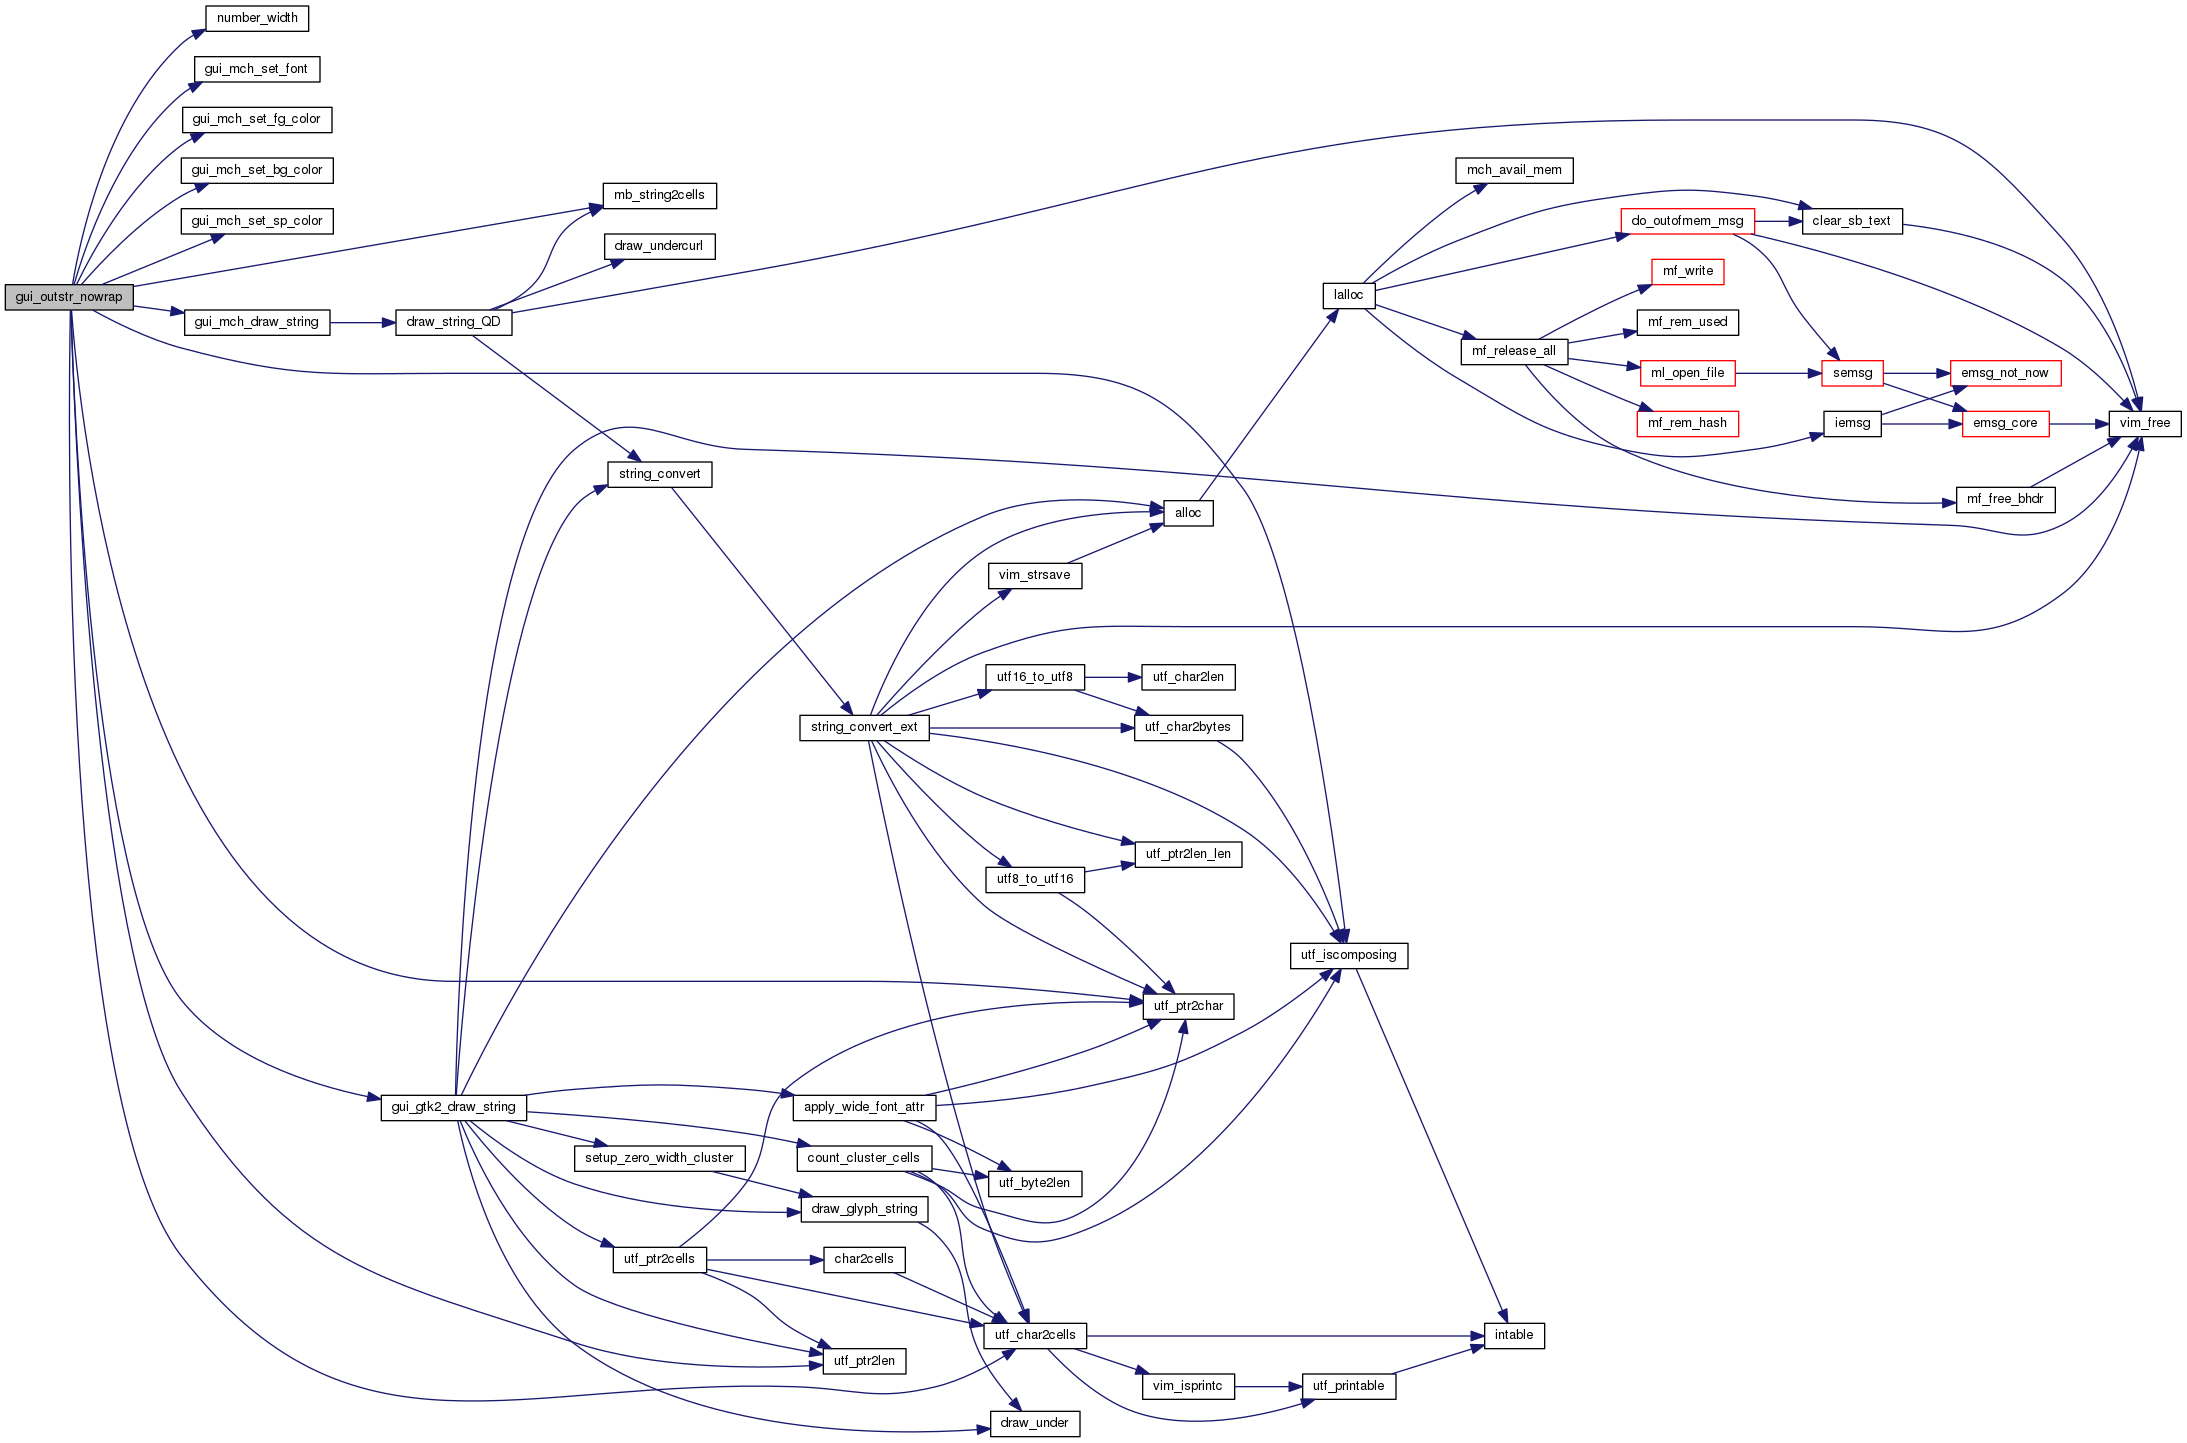 number_width
gui_mch_set_font
gui_mch_set_fg_color
gui_mch_set_bg_color
gui_mch_set_sp_color
gui_outstr_nowrap
gui_mch_draw_string
mb_string2cells
draw_undercurl
draw_string_QD
string_convert
gui_gtk2_draw_string
setup_zero_width_cluster
utf_ptr2cells
string_convert_ext
apply_wide_font_attr
count_cluster_cells
draw_glyph_string
char2cells
utf_ptr2len
vim_strsave
utf16_to_utf8
utf8_to_utf16
utf_byte2len
utf_char2cells
draw_under
alloc
utf_char2len
utf_char2bytes
utf_ptr2len_len
utf_ptr2char
vim_isprintc
lalloc
utf_iscomposing
utf_printable
mch_avail_mem
mf_release_all
intable
do_outofmem_msg
mf_write
mf_rem_used
ml_open_file
mf_rem_hash
clear_sb_text
semsg
iemsg
emsg_not_now
emsg_core
mf_free_bhdr
vim_free